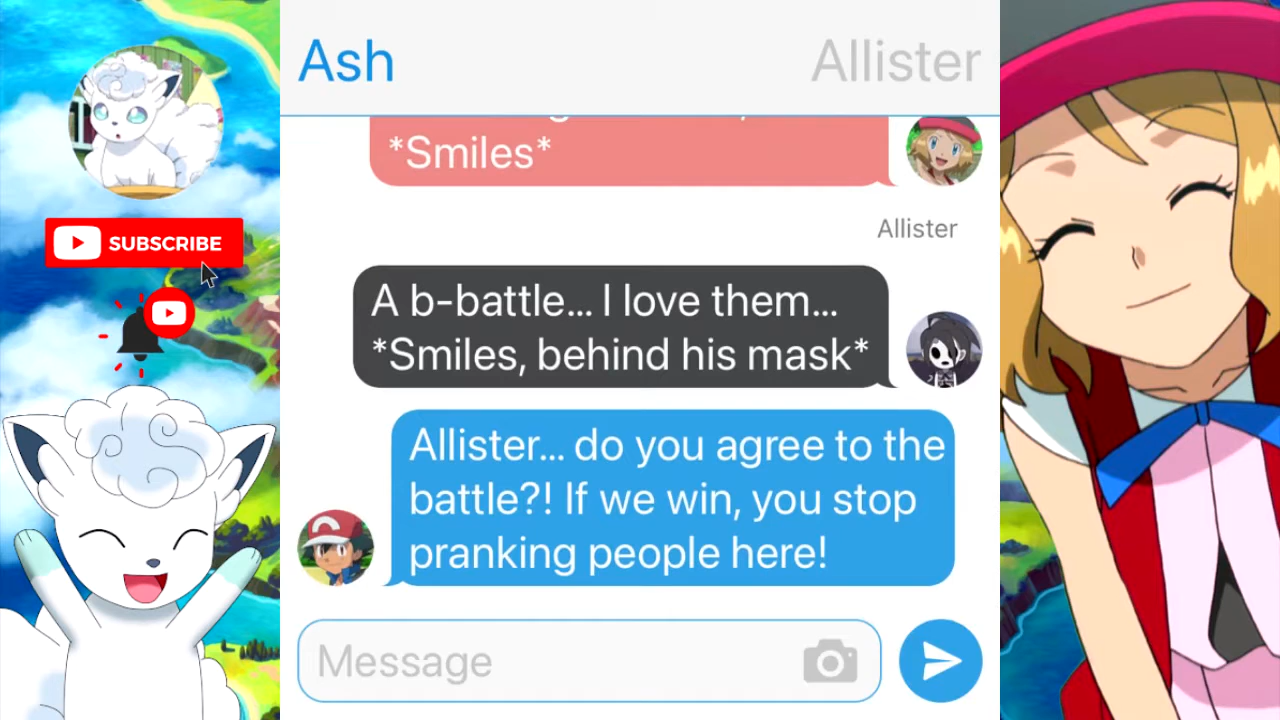 Ash
Allister
*Smiles*
Allister
A b-battle... I love them...
*Smiles, behind his mask*
Allister... do you agree to the
battle?! If we win, you stop
pranking people here!
Message
SUBSCRIBE